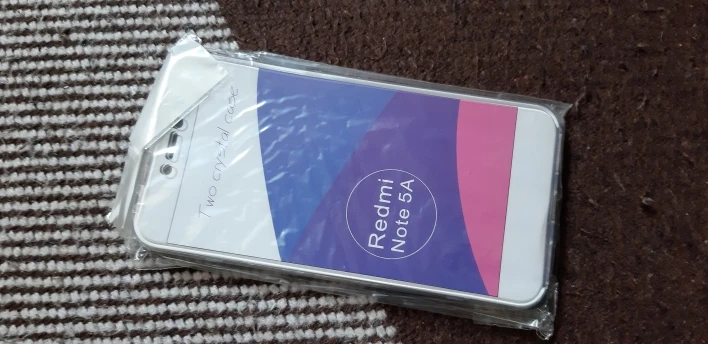 Two crystal case
Redmi
Note 5A